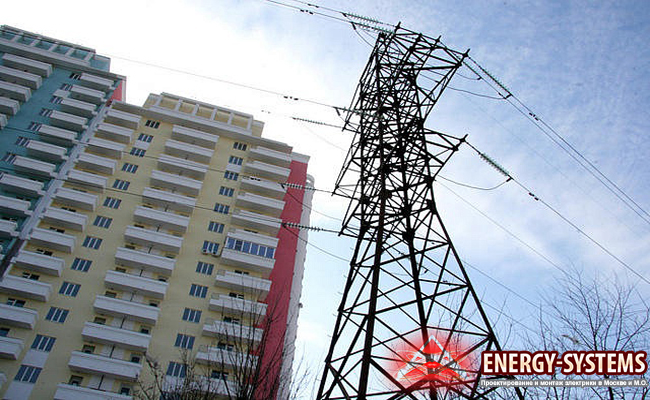 ENERGY-SYSTEMS
Проектирование и монтаж электрики в Москве и М.О.